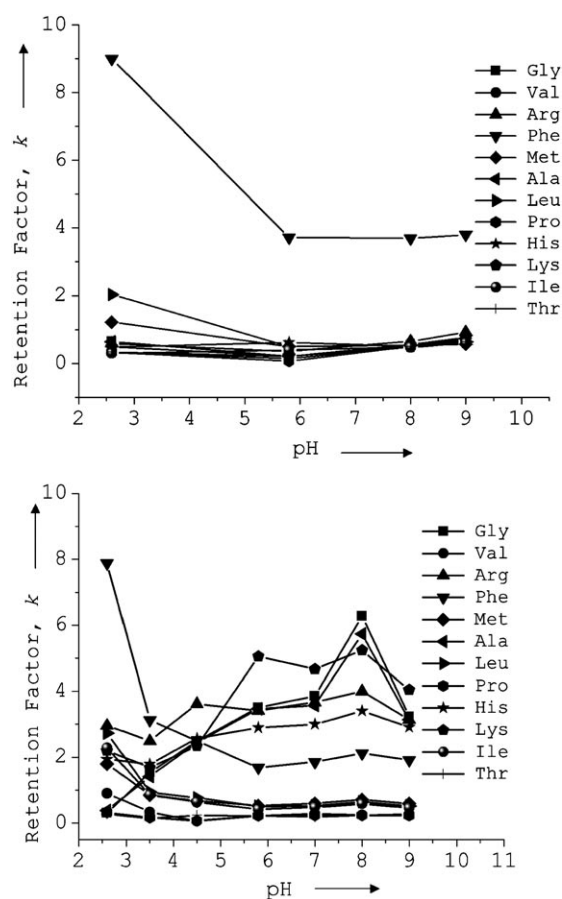 10
8
6
4
2
0
Retention Factor, k
2 3 4 5 6 7 8 9 10
pH
Gly
Val
Arg
Phe
Met
Ala
Leu
Pro
His
Lys
Ile
Thr
10
8
6
4
2
0
Retention Factor, k
2 3 4 5 6 7 8 9 10 11
pH
Gly
Val
Arg
Phe
Met
Ala
Leu
Pro
His
Lys
Ile
Thr